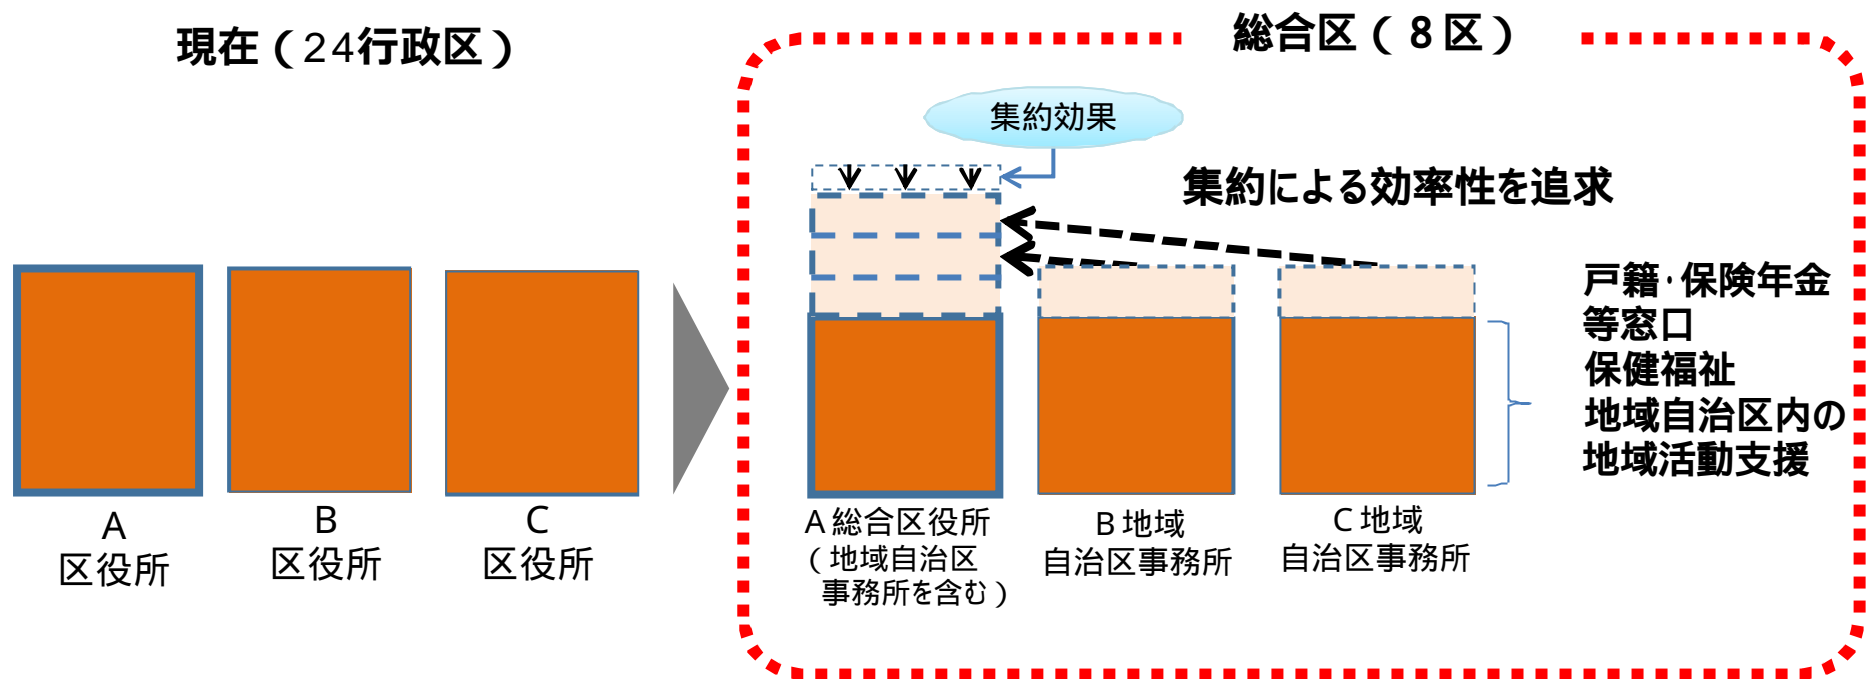 現在（24行政区）
総合区（８区）
集約効果
集約による効率性を追求
戸籍・保険年金
等窓口
保健福祉
地域自治区内の
地域活動支援
A
区役所
B
区役所
C
区役所
A総合区役所
（地域自治区
事務所を含む）
B地域
自治区事務所
C地域
自治区事務所